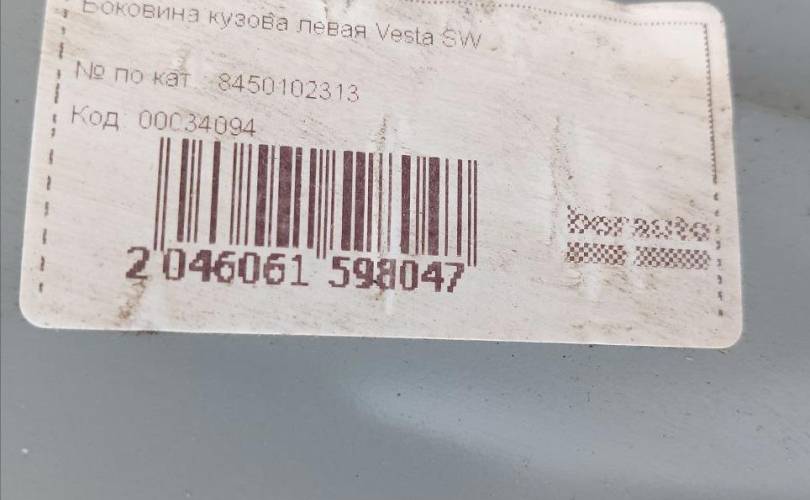 Боковина кузова левая Vesta SW
№ по кат 8450102313
Код 00034094
2 046061 598047